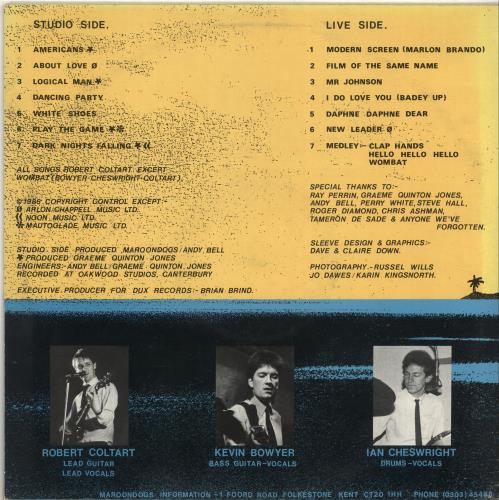 STUDIO SIDE.
1 AMERICANS
2 ABOUT LOVE Ø
3 LOGICAL MAN
4 DANCING PARTY
5 WHITE SHOES
6 PLAY THE GAME
7 DARK NIGHTS FALLING
ALL SONGS ROBERT COLTART EXCEPT
WOMBAT (BOWYER-CHESWRIGHT-COLTART).
©1986 COPYRIGHT CONTROL EXCEPT:-
Ø ARLON/CHAPPELL MUSIC LTD.
NOON MUSIC LTD.
MAUTOGLADE MUSIC LTD.
STUDIO SIDE PRODUCED MAROONDOGS/ANDY BELL
PRODUCED GRAEME QUINTON JONES
ENGINEERS:- ANDY BELL/GRAEME QUINTON JONES
RECORDED AT OAKWOOD STUDIOS, CANTERBURY
EXECUTIVE PRODUCER FOR DUX RECORDS:- BRIAN BRIND.
LIVE SIDE.
1 MODERN SCREEN (MARLON BRANDO)
2 FILM OF THE SAME NAME
3 MR JOHNSON
4 I DO LOVE YOU (BADEY UP)
5 DAPHNE DAPHNE DEAR
6 NEW LEADER Ø
7 MEDLEY:- CLAP HANDS
HELLO HELLO HELLO
WOMBAT
SPECIAL THANKS TO:-
RAY PERRIN, GRAEME QUINTON JONES,
ANDY BELL, PERRY WHITE, STEVE HALL,
ROGER DIAMOND, CHRIS ASHMAN,
TAMERÖN DE SADE & ANYONE WE'VE
FORGOTTEN.
SLEEVE DESIGN & GRAPHICS:-
DAVE & CLAIRE DOWN.
PHOTOGRAPHY:- RUSSEL WILLS
JO DAWES/KARIN KINGSNORTH.
ROBERT COLTART
LEAD GUITAR
LEAD VOCALS
KEVIN BOWYER
BASS GUITAR-VOCALS
IAN CHESWRIGHT
DRUMS-VOCALS
MAROONDOGS INFORMATION - 1 FOORD ROAD FOLKESTONE KENT CT20 1HH PHONE (0303)